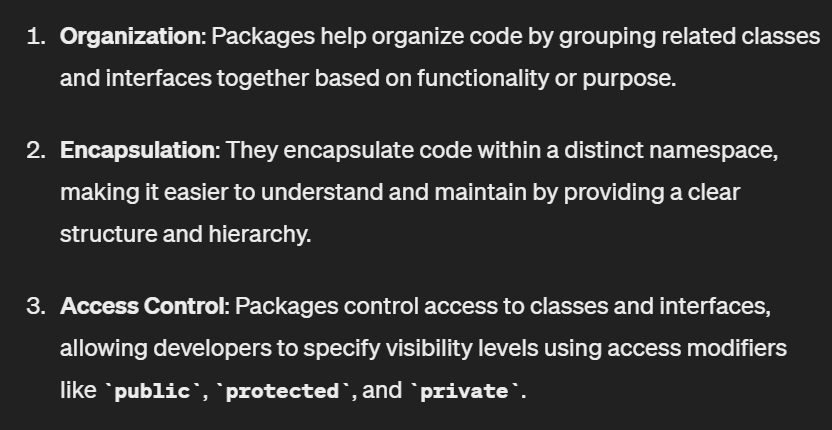 1. Organization: Packages help organize code by grouping related classes
and interfaces together based on functionality or purpose.
2. Encapsulation: They encapsulate code within a distinct namespace,
making it easier to understand and maintain by providing a clear
structure and hierarchy.
3. Access Control: Packages control access to classes and interfaces,
allowing developers to specify visibility levels using access modifiers
like `public`, `protected`, and `private`.